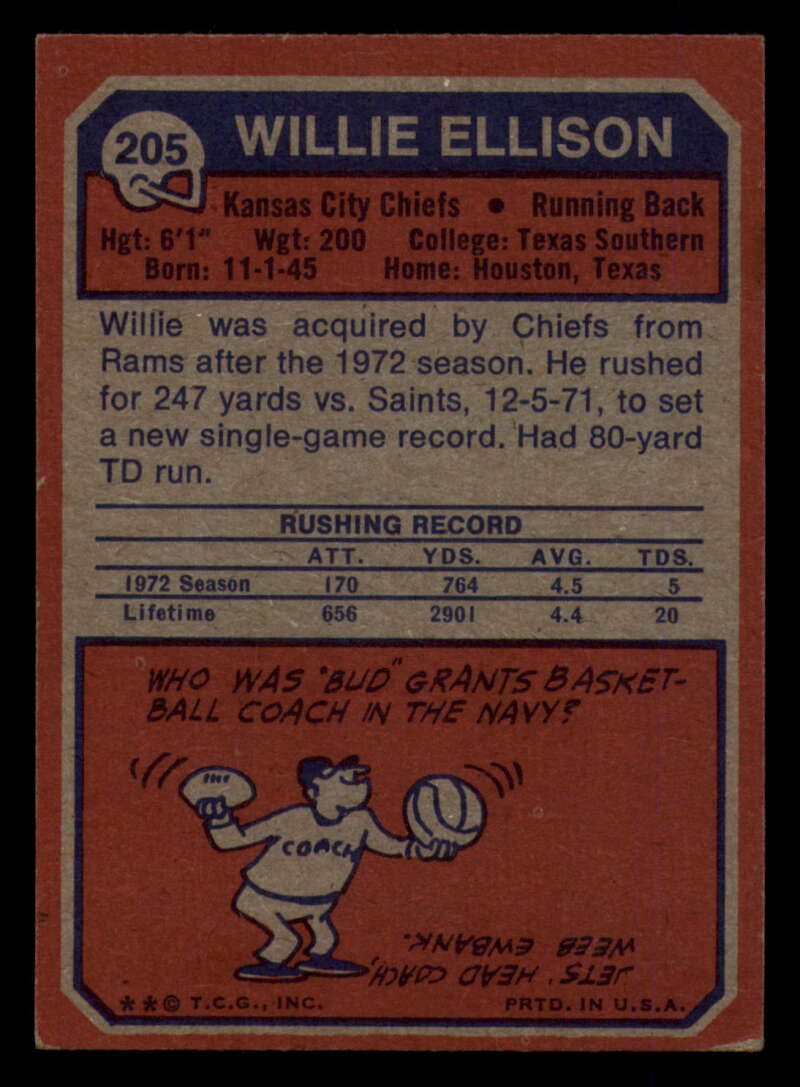 205 WILLIE ELLISON
Kansas City Chiefs • Running Back
Hgt: 6'1" Wgt: 200 College: Texas Southern
Born: 11-1-45 Home: Houston, Texas
Willie was acquired by Chiefs from
Rams after the 1972 season. He rushed
for 247 yards vs. Saints, 12-5-71, to set
a new single-game record. Had 80-yard
TD run.
RUSHING RECORD
ATT. YDS. AVG. TDS.
1972 Season 170 764 4.5 5
Lifetime 656 2901 4.4 20
WHO WAS "BUD" GRANTS BASKET-
BALL COACH IN THE NAVY?
COACH
JETS' HEAD COACH,
WEEB EWBANK.
**© T.C.G., INC. PRTD. IN U.S.A.